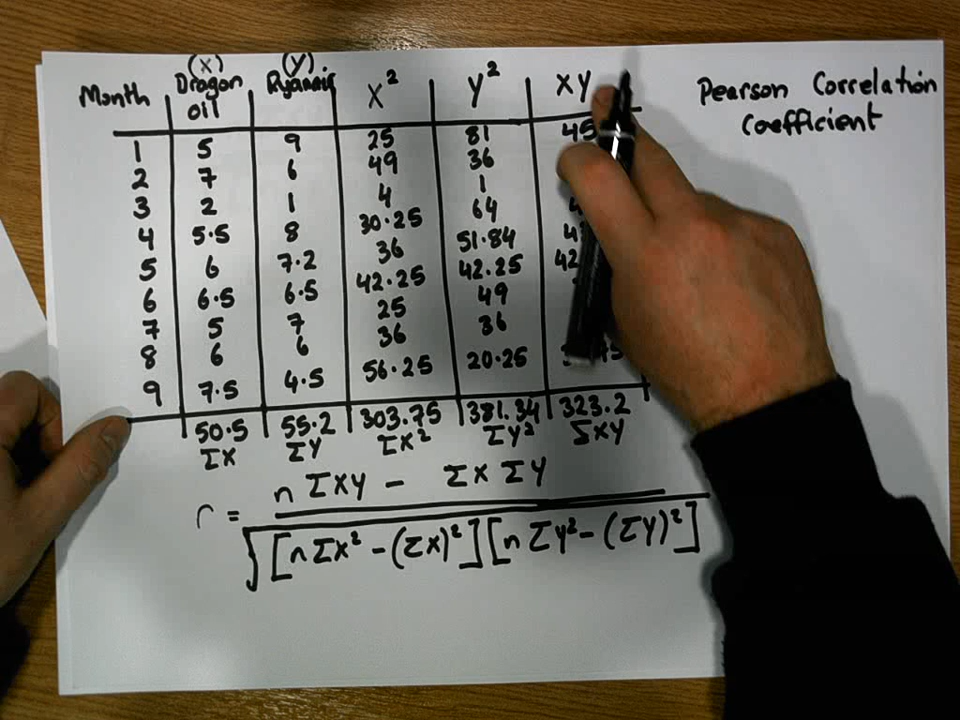 Month (X) Dragon oil (Y) Ryanair X² Y² XY
Pearson Correlation
Coefficient
1 5 9 25 81 45
2 7 6 49 36
3 2 1 4 1
4 5.5 8 30.25 64
5 6 7.2 36 51.84
6 6.5 6.5 42.25 42.25
7 5 7 25 49
8 6 6 36 36
9 7.5 4.5 56.25 20.25
50.5 55.2 303.75 381.34 323.2
ΣX ΣY ΣX² ΣY² ΣXY
n ΣXY - ΣX ΣY
r =
√[nΣX² - (ΣX)²][nΣY² - (ΣY)²]